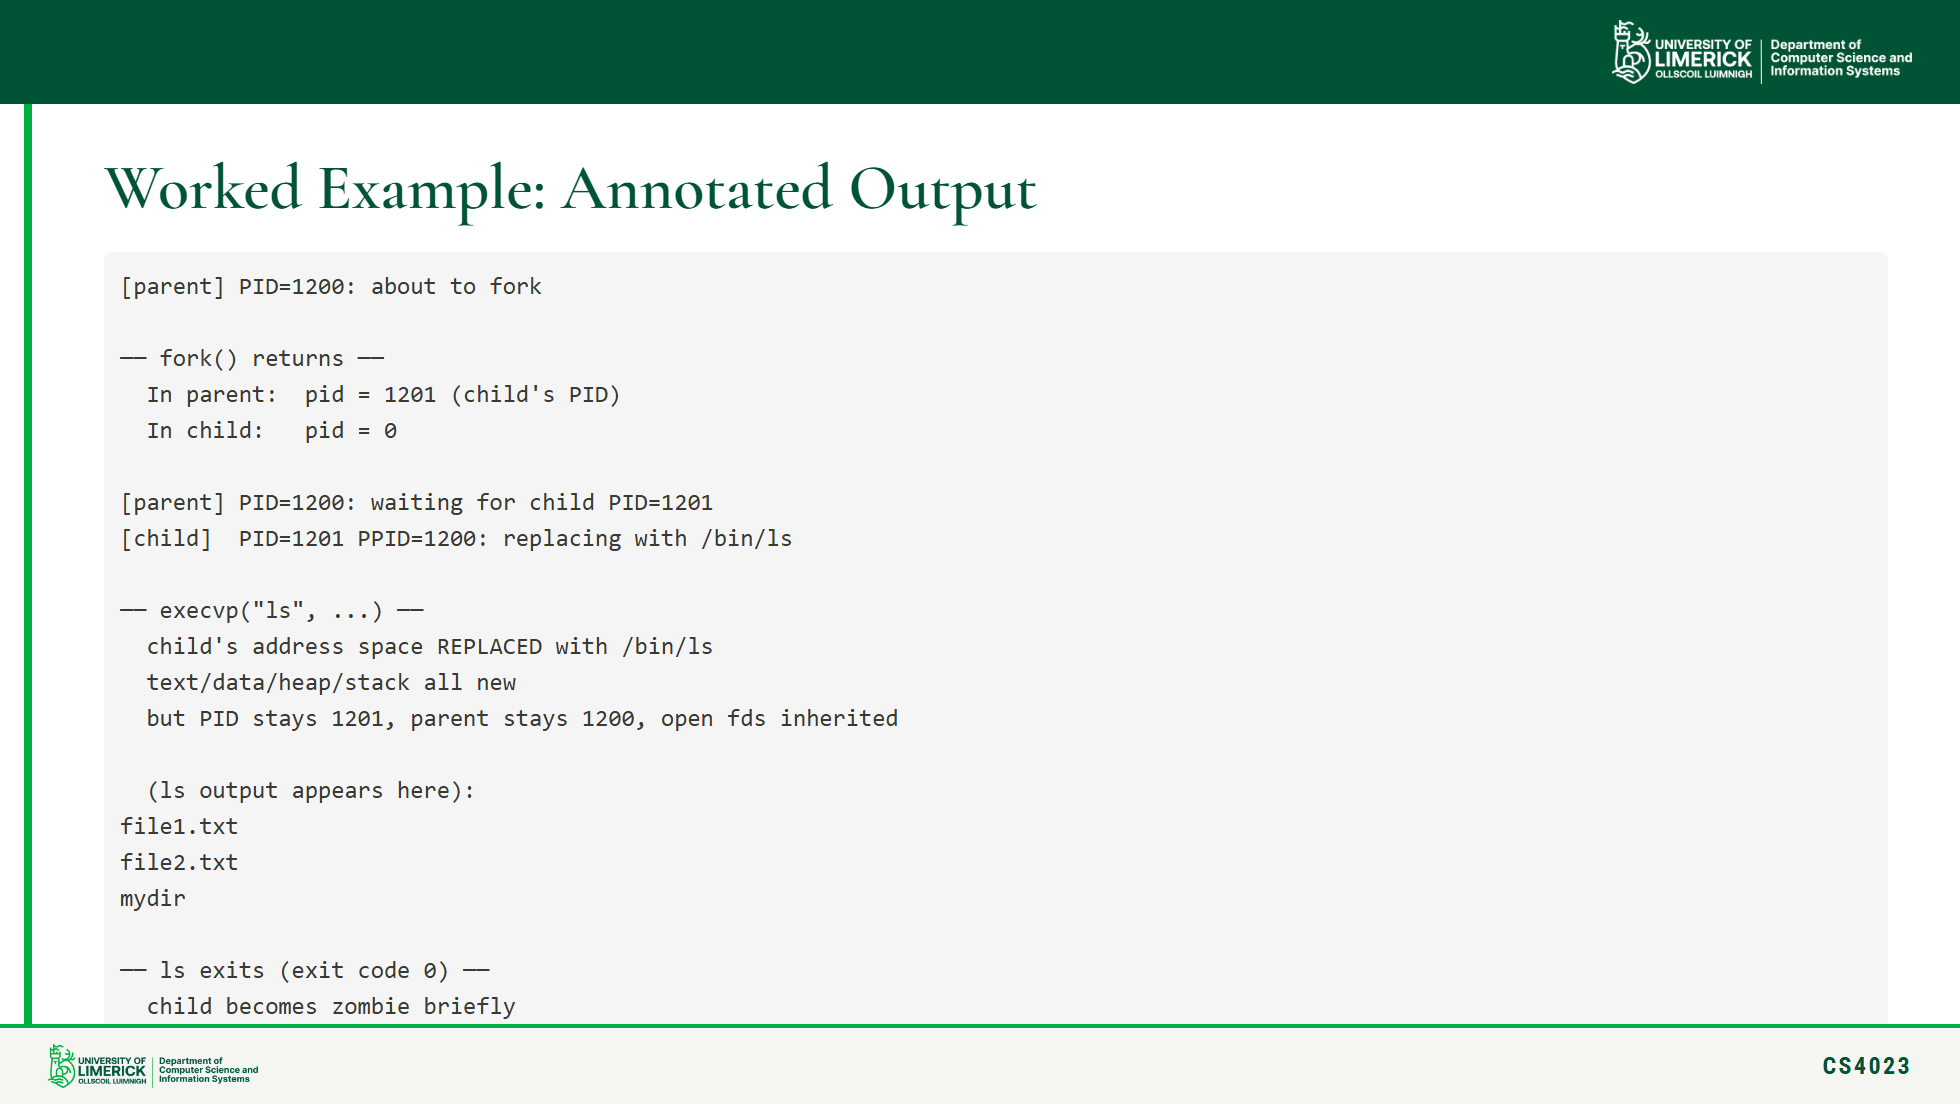 UNIVERSITY OF
LIMERICK
OLLSCOIL LUIMNIGH
Department of
Computer Science and
Information Systems
Worked Example: Annotated Output
[parent] PID=1200: about to fork
── fork() returns ──
  In parent:  pid = 1201 (child's PID)
  In child:   pid = 0
[parent] PID=1200: waiting for child PID=1201
[child]  PID=1201 PPID=1200: replacing with /bin/ls
── execvp("ls", ...) ──
  child's address space REPLACED with /bin/ls
  text/data/heap/stack all new
  but PID stays 1201, parent stays 1200, open fds inherited
  (ls output appears here):
file1.txt
file2.txt
mydir
── ls exits (exit code 0) ──
  child becomes zombie briefly
UNIVERSITY OF
LIMERICK
OLLSCOIL LUIMNIGH
Department of
Computer Science and
Information Systems
CS4023